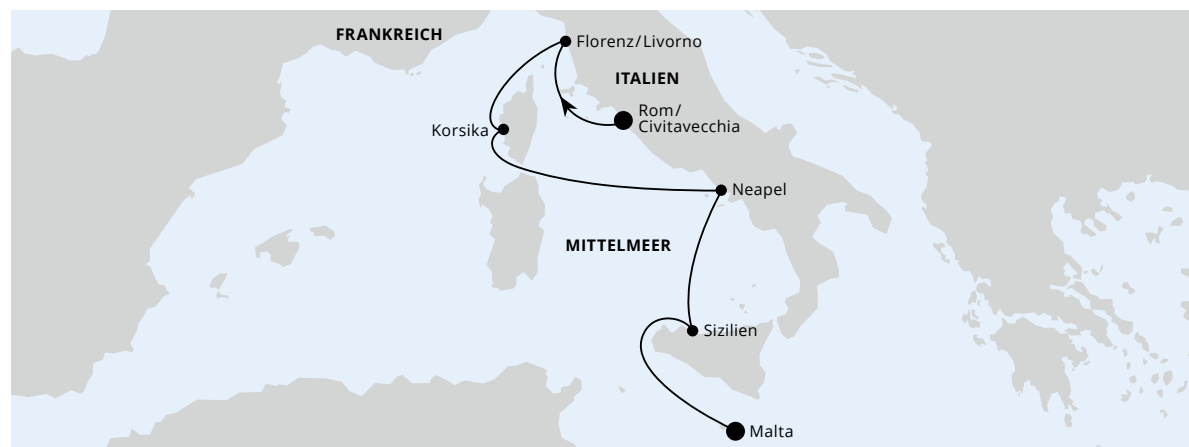 FRANKREICH
Florenz/Livorno
ITALIEN
Rom/
Civitavecchia
Korsika
Neapel
MITTELMEER
Sizilien
Malta